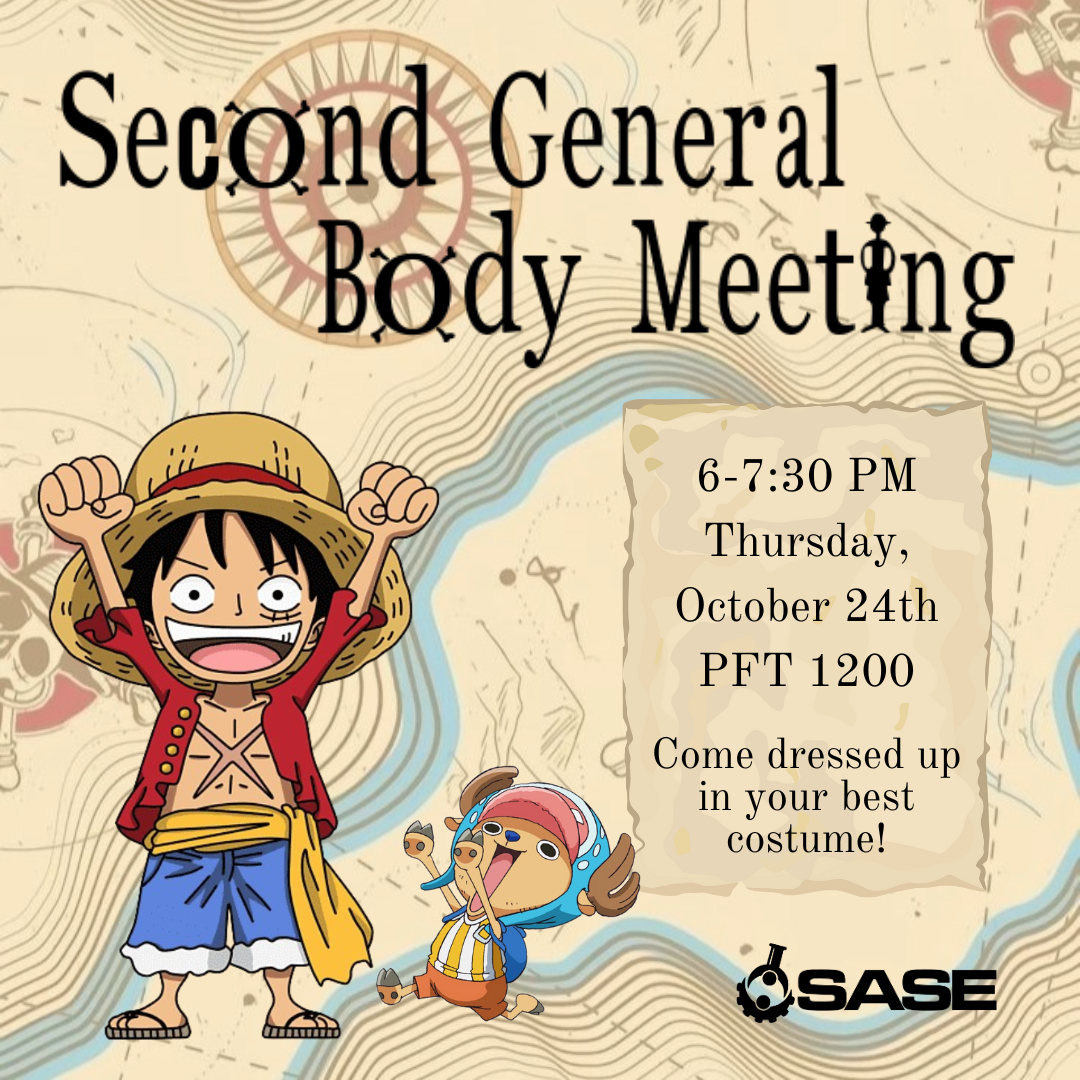 Second General
Body Meeting
6-7:30 PM
Thursday,
October 24th
PFT 1200
Come dressed up
in your best
costume!
SASE